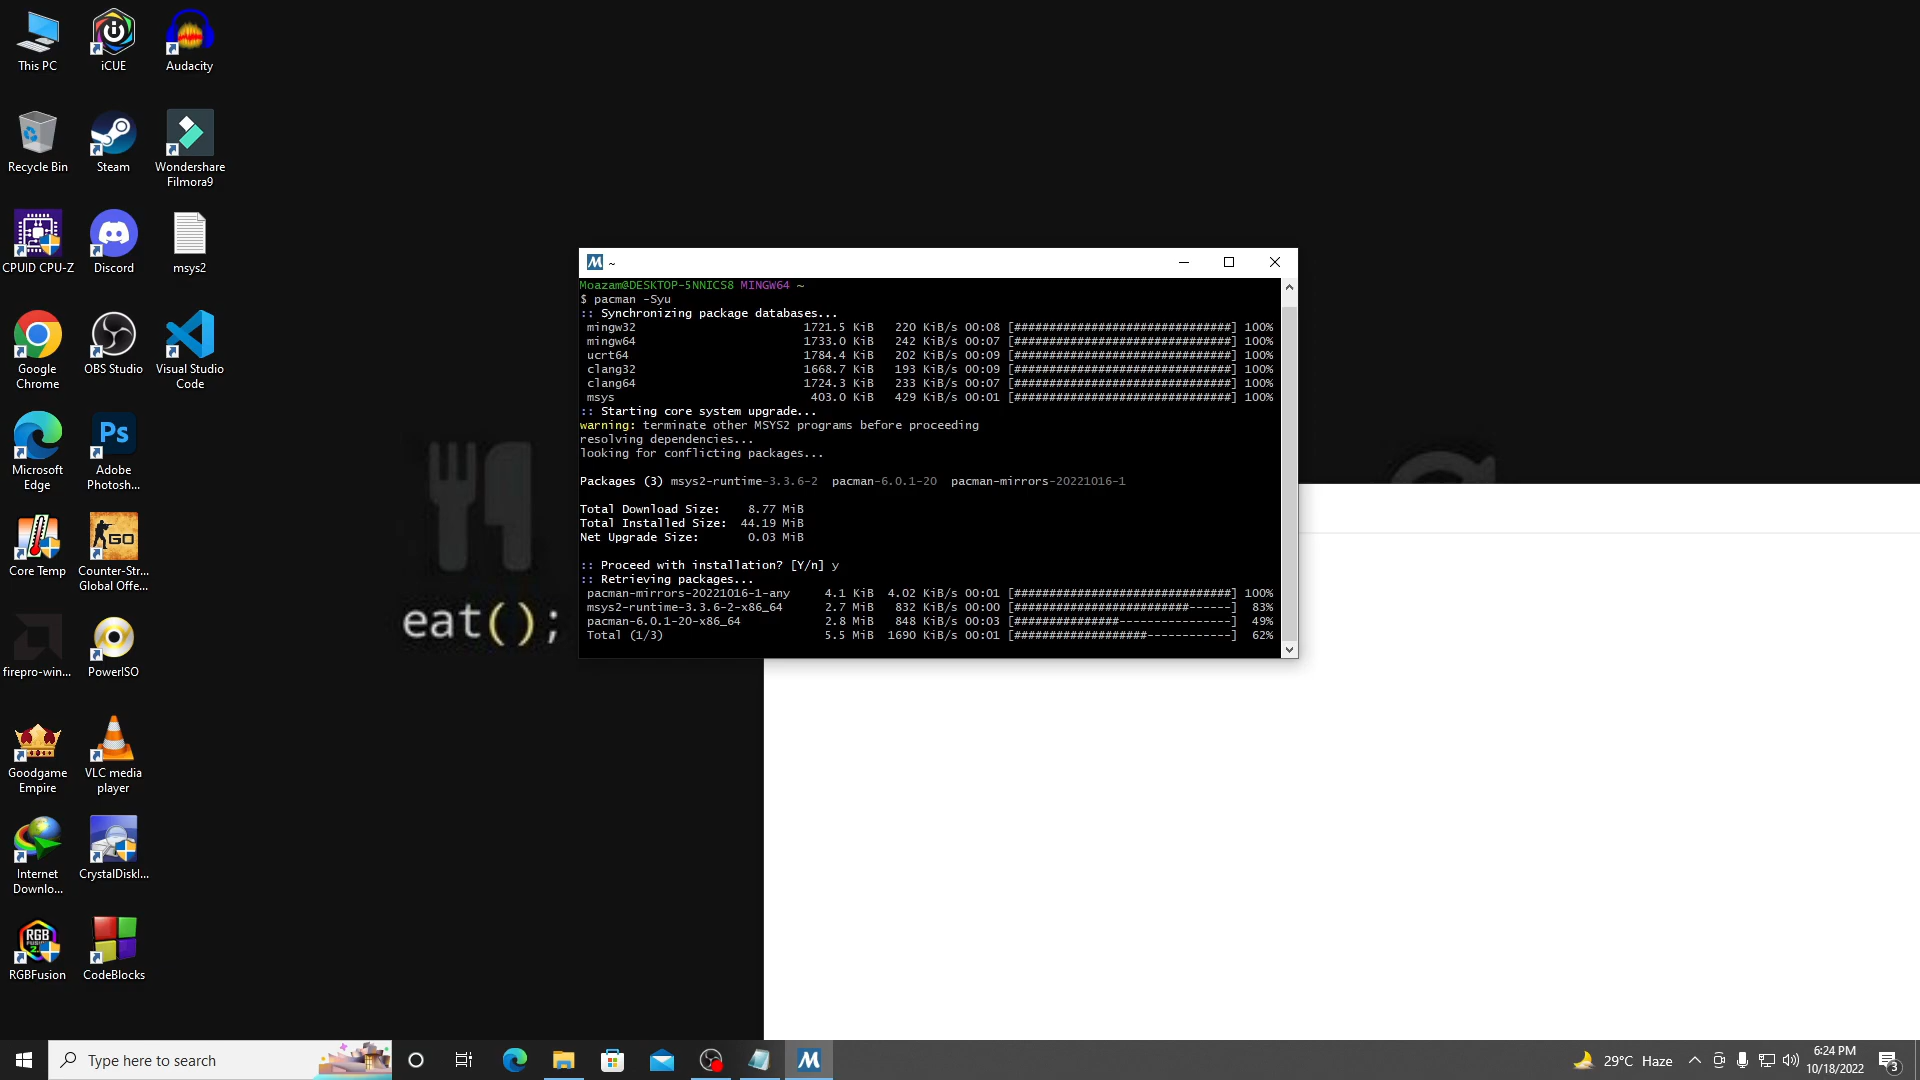 This PC
iCUE
Audacity
Recycle Bin
Steam
Wondershare
Filmora9
CPUID CPU-Z
Discord
msys2
Google
Chrome
OBS Studio
Visual Studio
Code
Microsoft
Edge
Ps
Adobe
Photosh...
Core Temp
GO
Counter-Str...
Global Offe...
firepro-win...
PowerISO
Goodgame
Empire
VLC media
player
Internet
Downlo...
CrystalDiskI...
RGB
RGBFusion
CodeBlocks
eat();
M ~
Moazam@DESKTOP-5NNICS8 MINGW64 ~
$ pacman -Syu
:: Synchronizing package databases...
mingw32 1721.5 KiB 220 KiB/s 00:08 [###############################] 100%
mingw64 1733.0 KiB 242 KiB/s 00:07 [###############################] 100%
ucrt64 1784.4 KiB 202 KiB/s 00:09 [###############################] 100%
clang32 1668.7 KiB 193 KiB/s 00:09 [###############################] 100%
clang64 1724.3 KiB 233 KiB/s 00:07 [###############################] 100%
msys 403.0 KiB 429 KiB/s 00:01 [###############################] 100%
:: Starting core system upgrade...
warning: terminate other MSYS2 programs before proceeding
resolving dependencies...
looking for conflicting packages...
Packages (3) msys2-runtime-3.3.6-2 pacman-6.0.1-20 pacman-mirrors-20221016-1
Total Download Size: 8.77 MiB
Total Installed Size: 44.19 MiB
Net Upgrade Size: 0.03 MiB
:: Proceed with installation? [Y/n] y
:: Retrieving packages...
pacman-mirrors-20221016-1-any 4.1 KiB 4.02 KiB/s 00:01 [###############################] 100%
msys2-runtime-3.3.6-2-x86_64 2.7 MiB 832 KiB/s 00:00 [#########################------] 83%
pacman-6.0.1-20-x86_64 2.8 MiB 848 KiB/s 00:03 [###############----------------] 49%
Total (1/3) 5.5 MiB 1690 KiB/s 00:01 [###################------------] 62%
Type here to search
M
29°C Haze
6:24 PM
10/18/2022
3